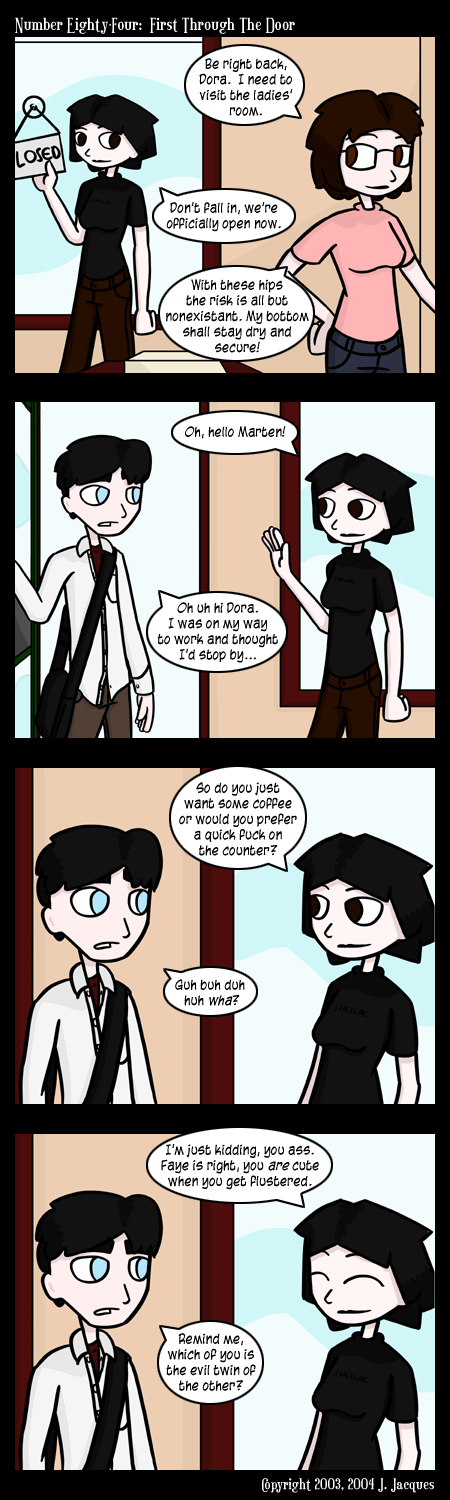 Number Eighty-Four: First Through The Door
Be right back,
Dora. I need to
visit the ladies'
room.
LOSED
Don't fall in, we're
officially open now.
With these hips
the risk is all but
nonexistant. My bottom
shall stay dry and
secure!
Oh, hello Marten!
Oh uh hi Dora.
I was on my way
to work and thought
I'd stop by...
So do you just
want some coffee
or would you prefer
a quick fuck on
the counter?
Guh buh duh
huh wha?
I'm just kidding, you ass.
Faye is right, you are cute
when you get flustered.
Remind me,
which of you is
the evil twin of
the other?
Copyright 2003, 2004 J. Jacques